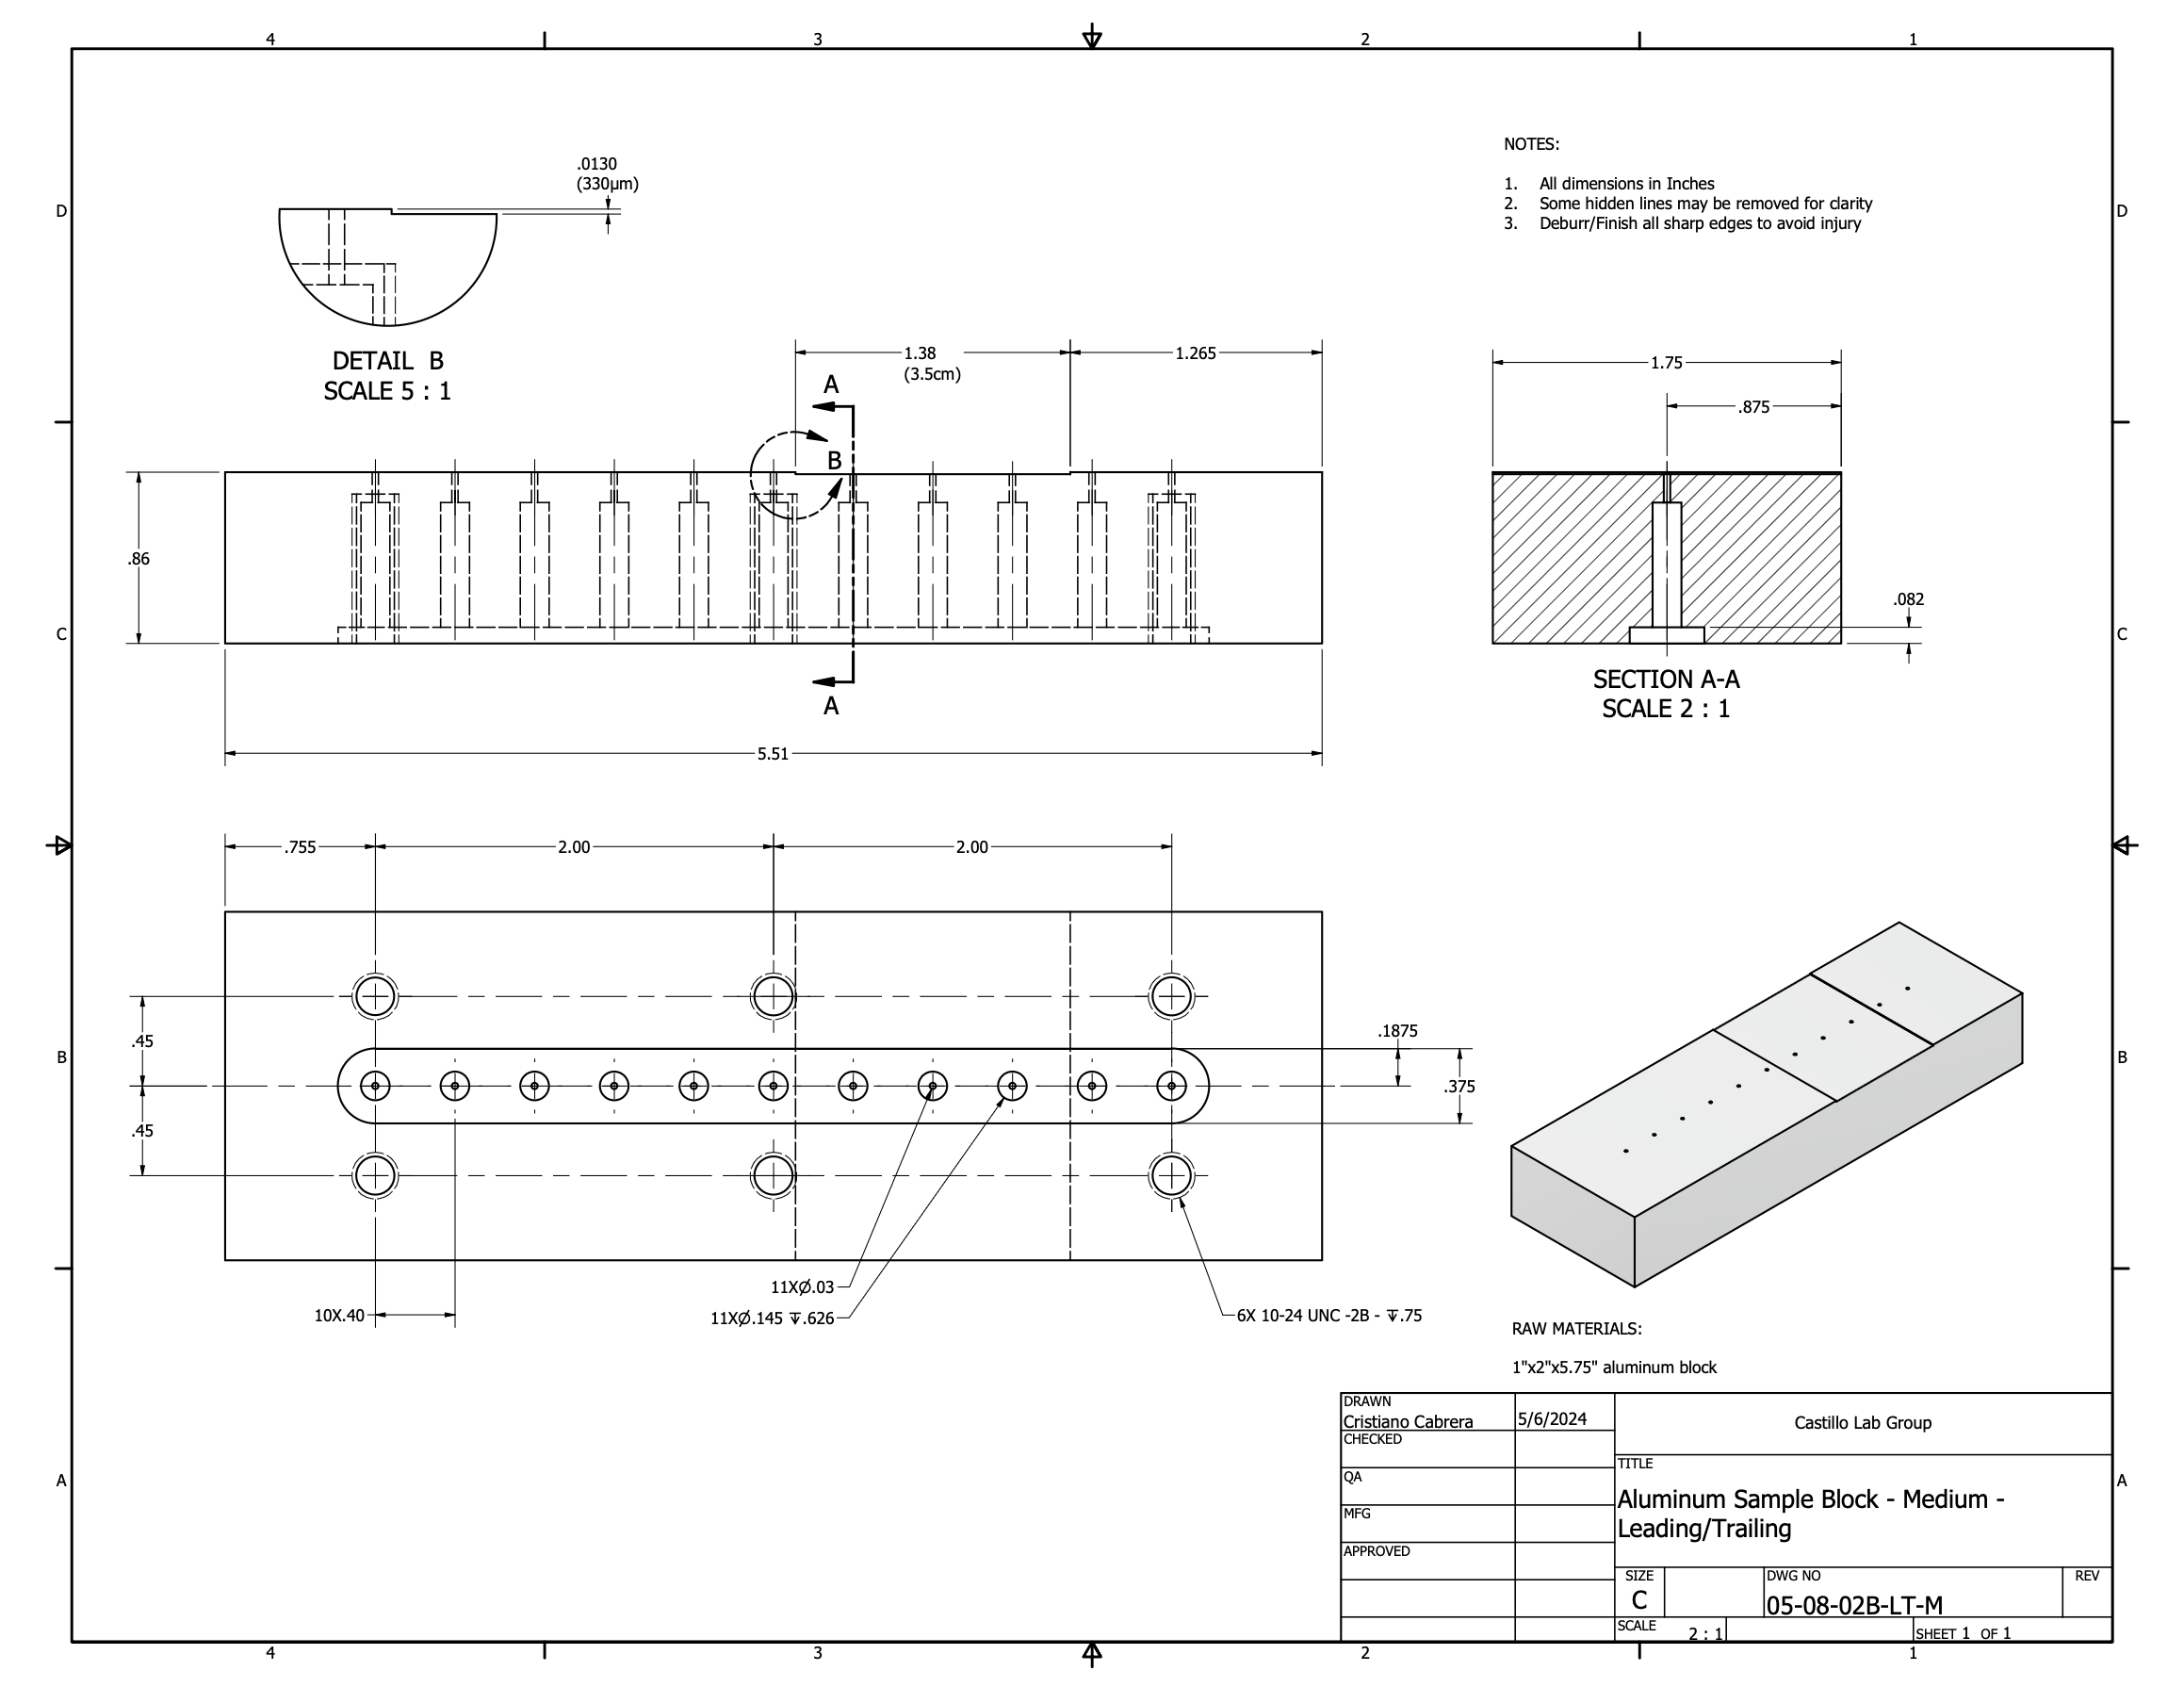 4 3 2 1
D
D
C
C
B
B
A
A
4 3 2 1
.0130
(330µm)
DETAIL B
SCALE 5 : 1
NOTES:
1. All dimensions in Inches
2. Some hidden lines may be removed for clarity
3. Deburr/Finish all sharp edges to avoid injury
1.38
(3.5cm)
1.265
A
B
A
.86
5.51
1.75
.875
.082
SECTION A-A
SCALE 2 : 1
.755
2.00
2.00
.45
.45
.1875
.375
10X.40
11X∅.03
11X∅.145 ↧.626
6X 10-24 UNC -2B - ↧.75
RAW MATERIALS:
1"x2"x5.75" aluminum block
DRAWN
Cristiano Cabrera
5/6/2024
CHECKED
QA
MFG
APPROVED
Castillo Lab Group
TITLE
Aluminum Sample Block - Medium -
Leading/Trailing
SIZE
C
DWG NO
05-08-02B-LT-M
REV
SCALE
2 : 1
SHEET 1 OF 1